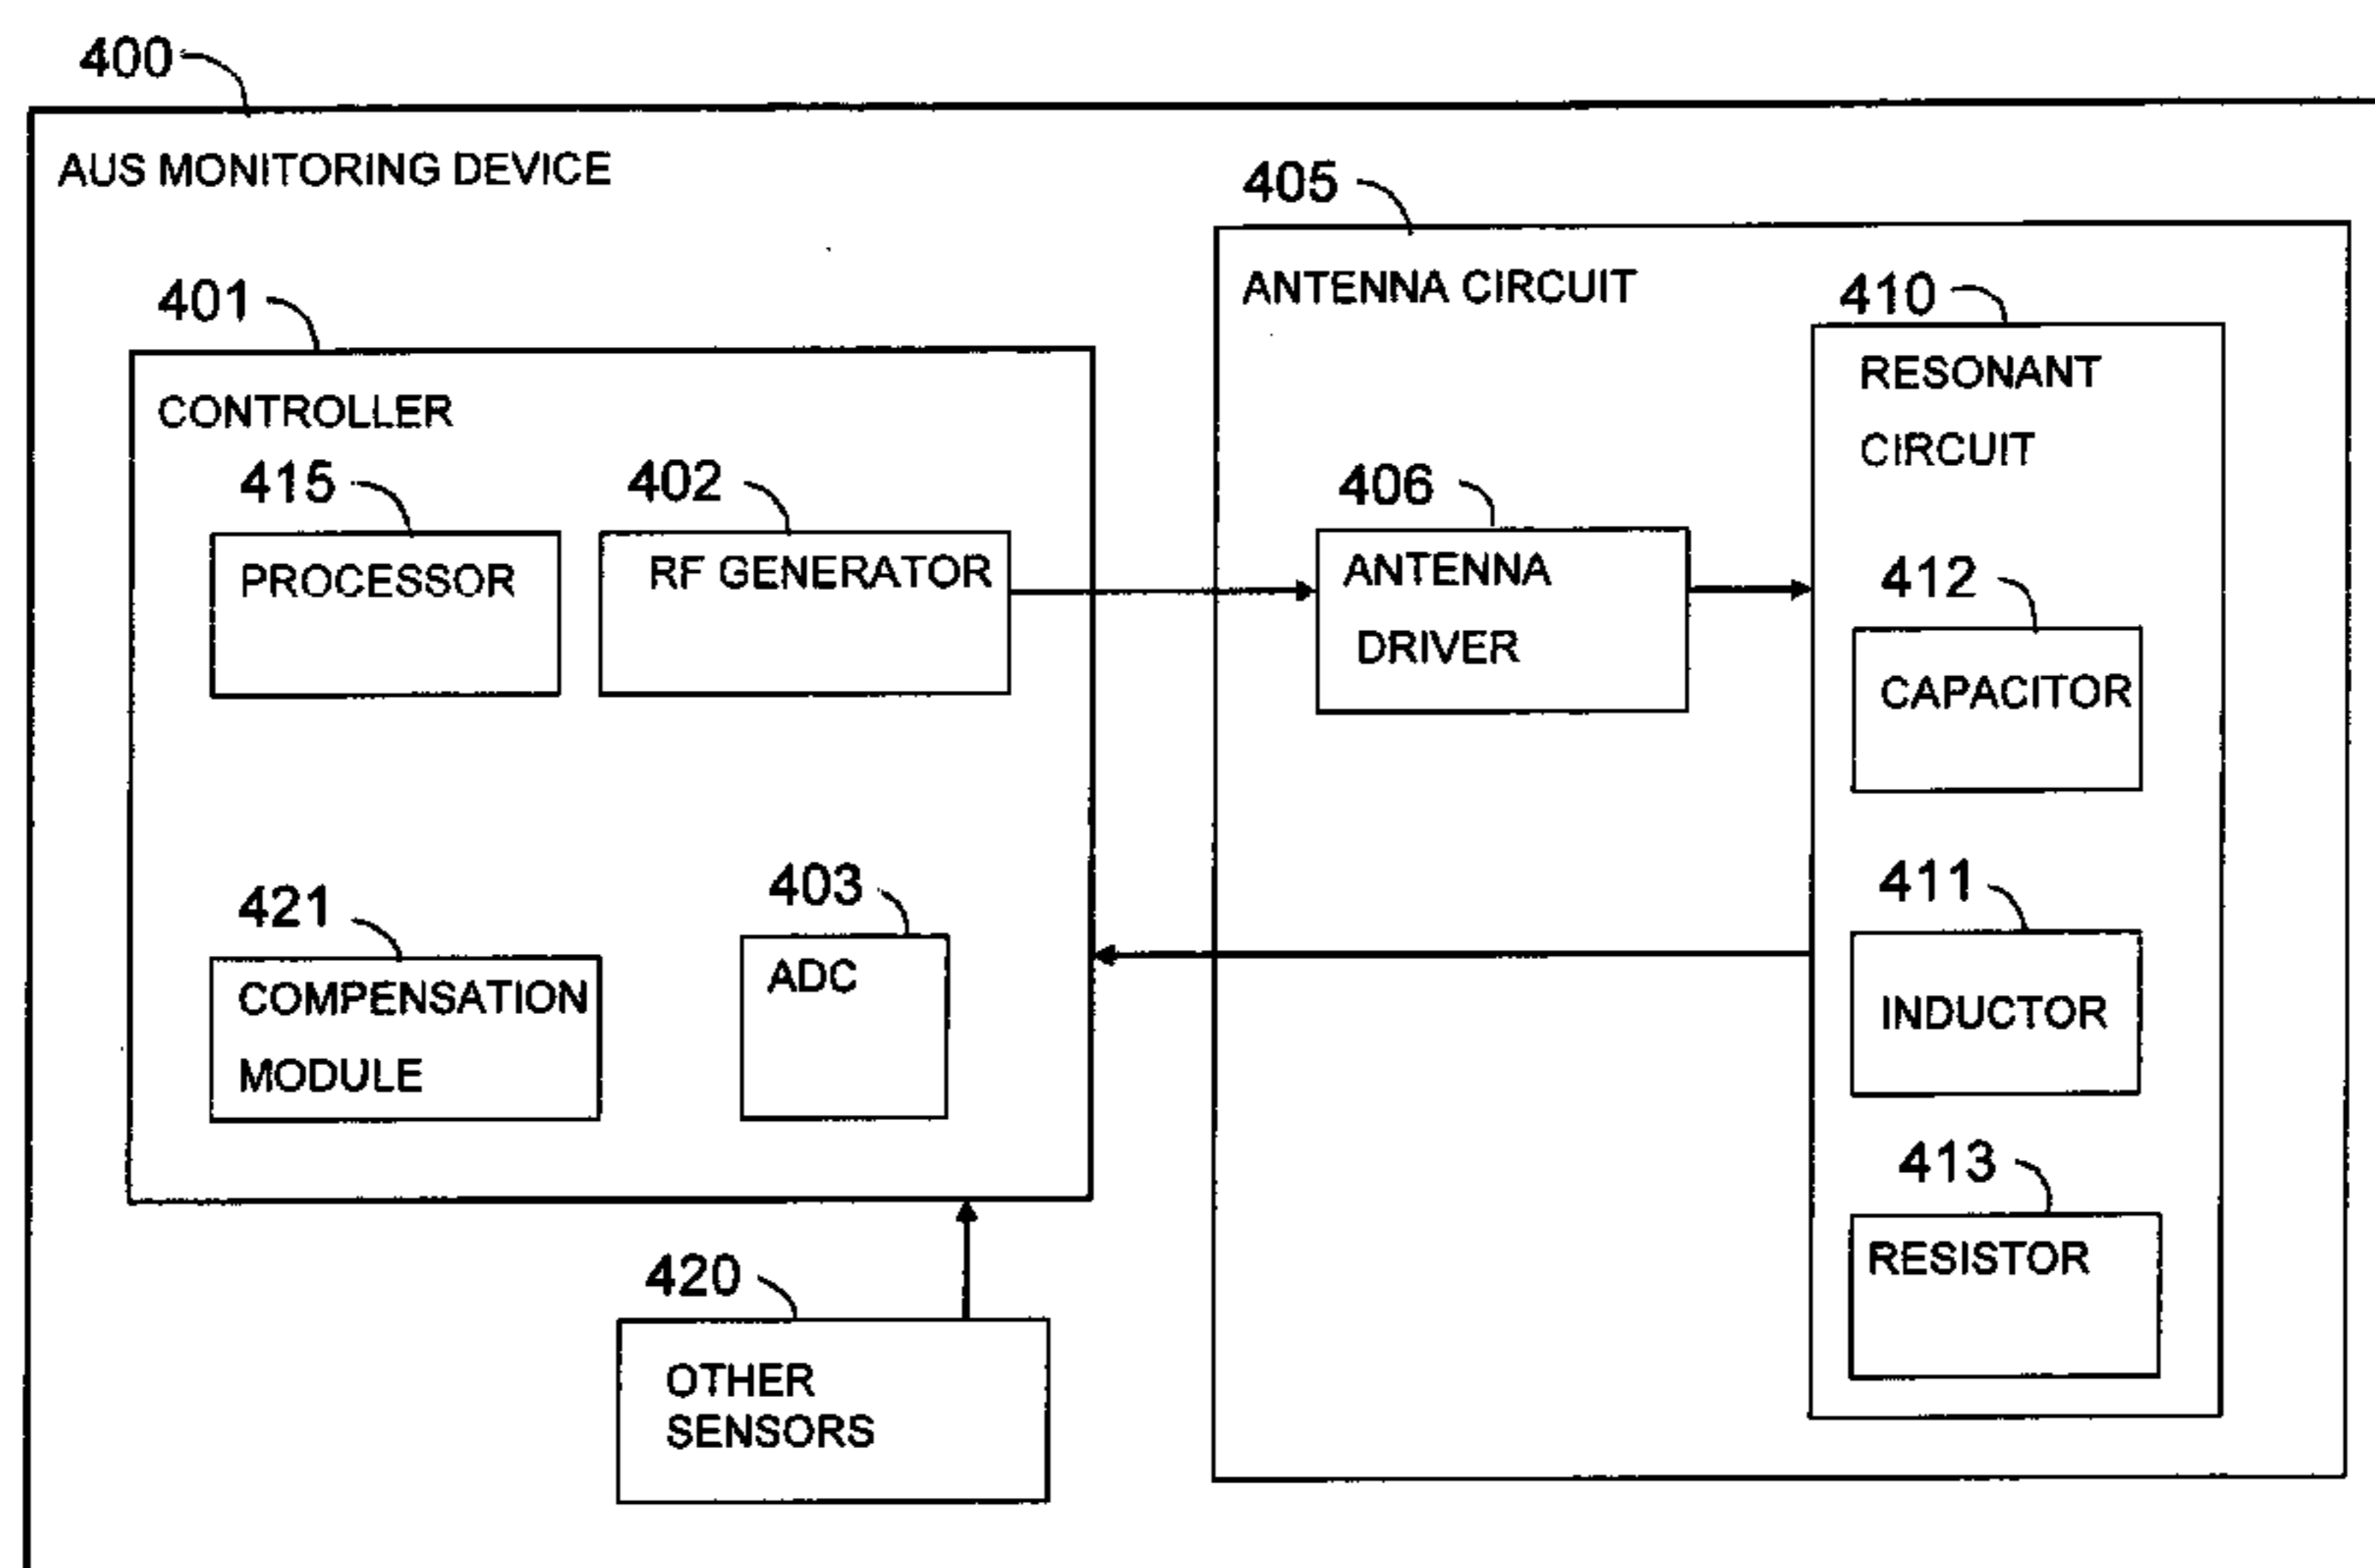 400
AUS MONITORING DEVICE
405
ANTENNA CIRCUIT
401
CONTROLLER
415
PROCESSOR
402
RF GENERATOR
421
COMPENSATION
MODULE
403
ADC
406
ANTENNA
DRIVER
410
RESONANT
CIRCUIT
412
CAPACITOR
411
INDUCTOR
413
RESISTOR
420
OTHER
SENSORS